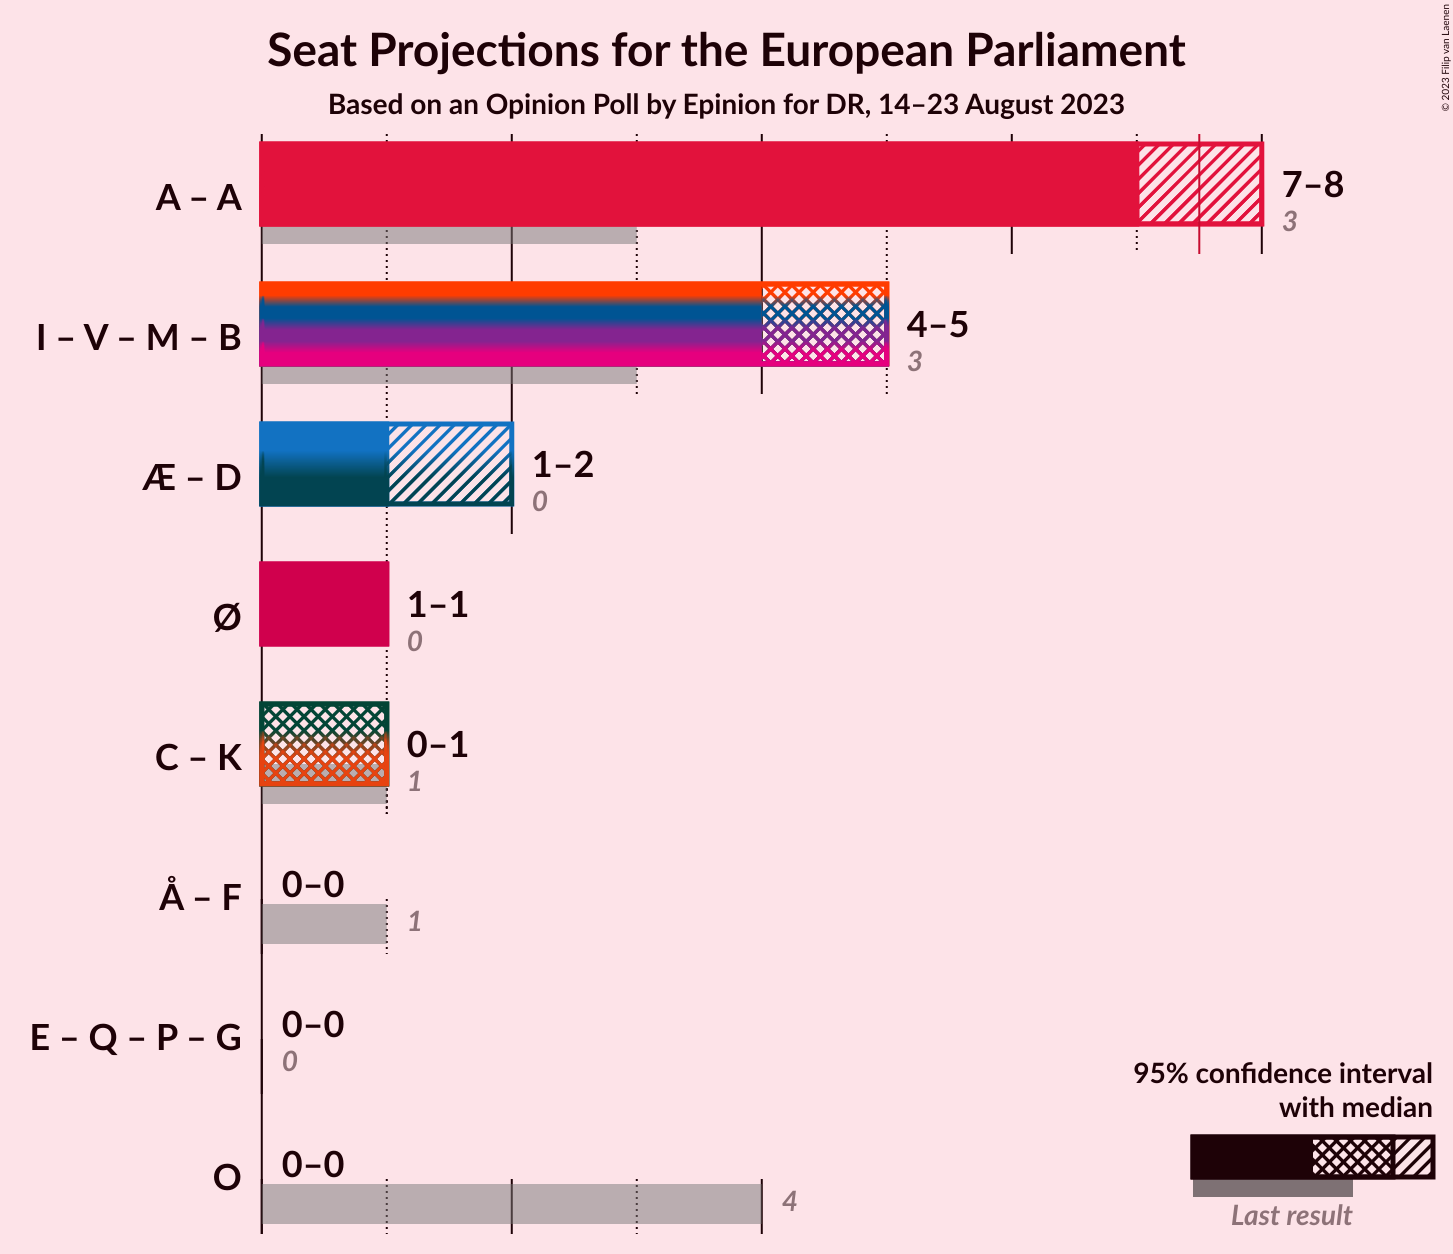 Seat Projections for the European Parliament
Based on an Opinion Poll by Epinion for DR, 14–23 August 2023
© 2023 Filip van Laenen
A – A
7–8
3
I – V – M – B
4–5
3
Æ – D
1–2
0
Ø
1–1
0
C – K
0–1
1
Å – F
0–0
1
E – Q – P – G
0–0
0
O
0–0
4
95% confidence interval
with median
Last result